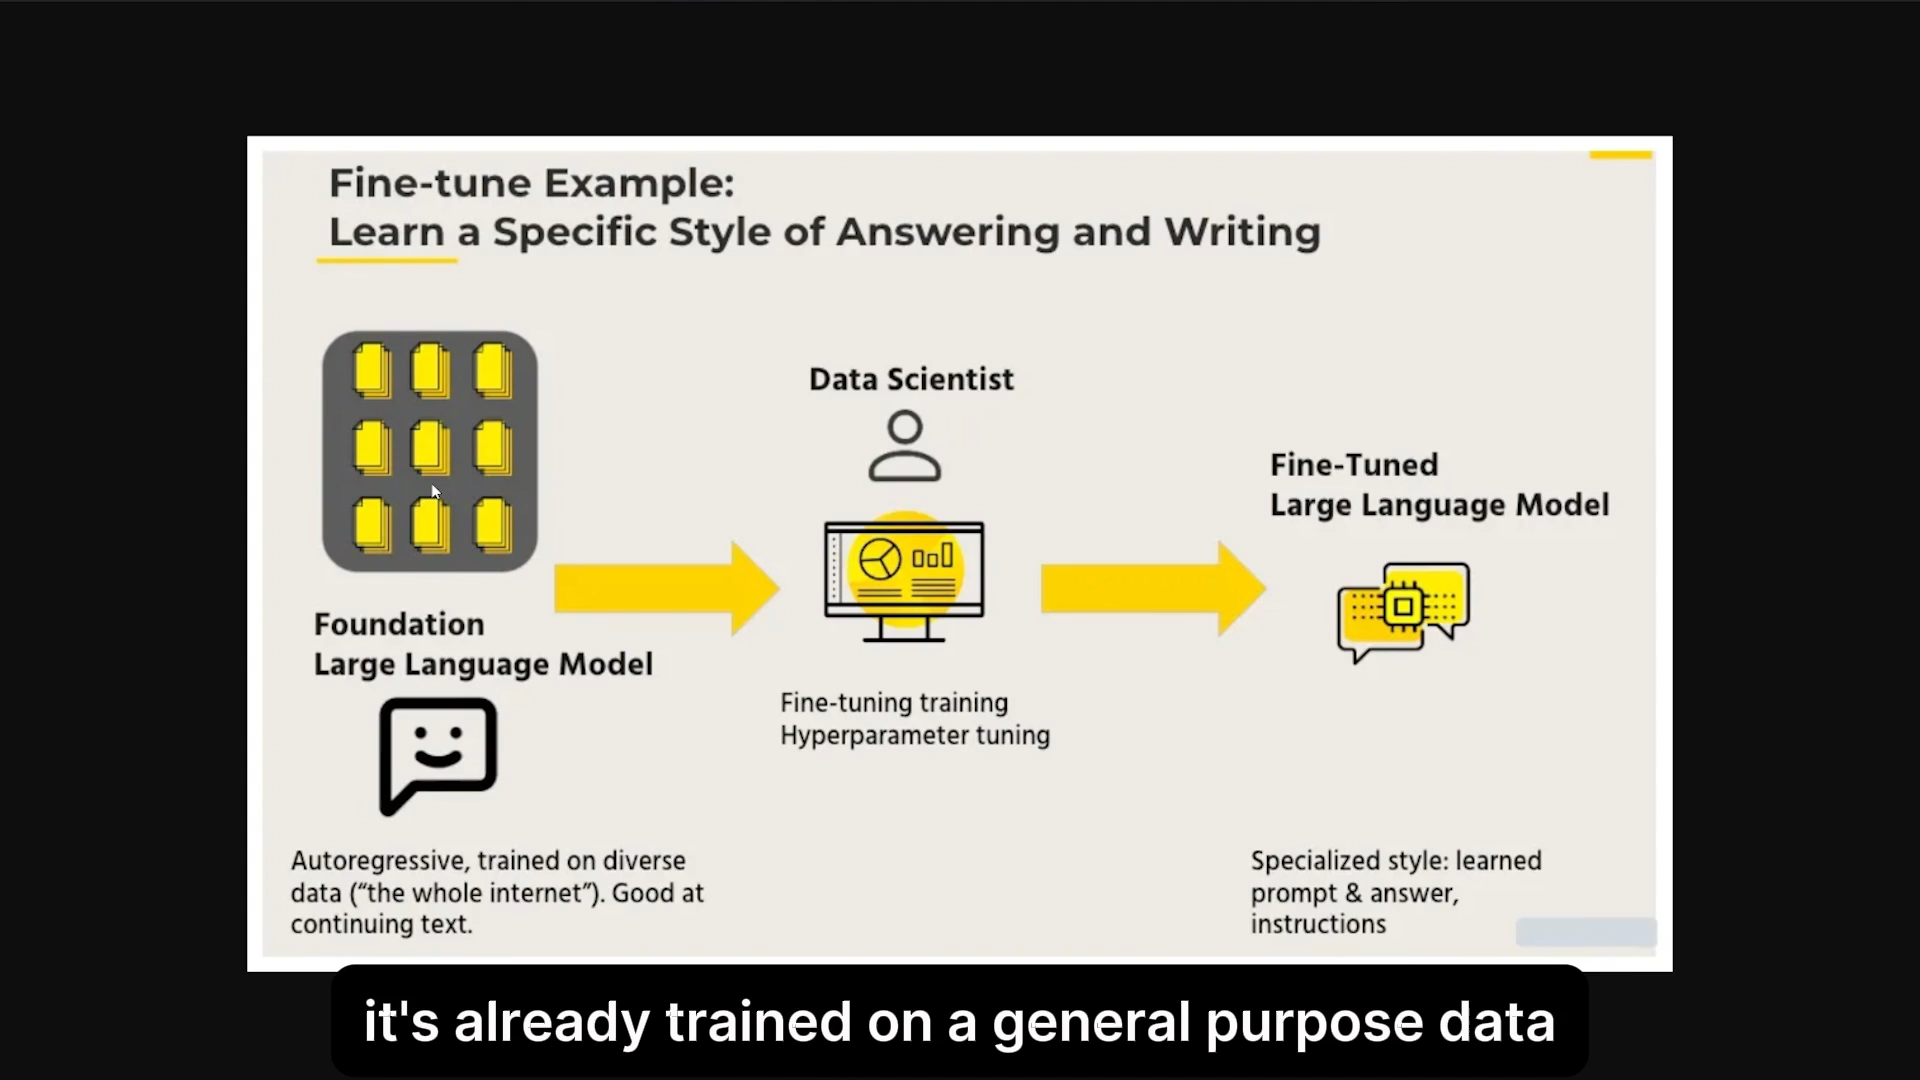 Fine-tune Example:
Learn a Specific Style of Answering and Writing
Foundation
Large Language Model
Autoregressive, trained on diverse
data (“the whole internet”). Good at
continuing text.
Data Scientist
Fine-tuning training
Hyperparameter tuning
Fine-Tuned
Large Language Model
Specialized style: learned
prompt & answer,
instructions
it's already trained on a general purpose data